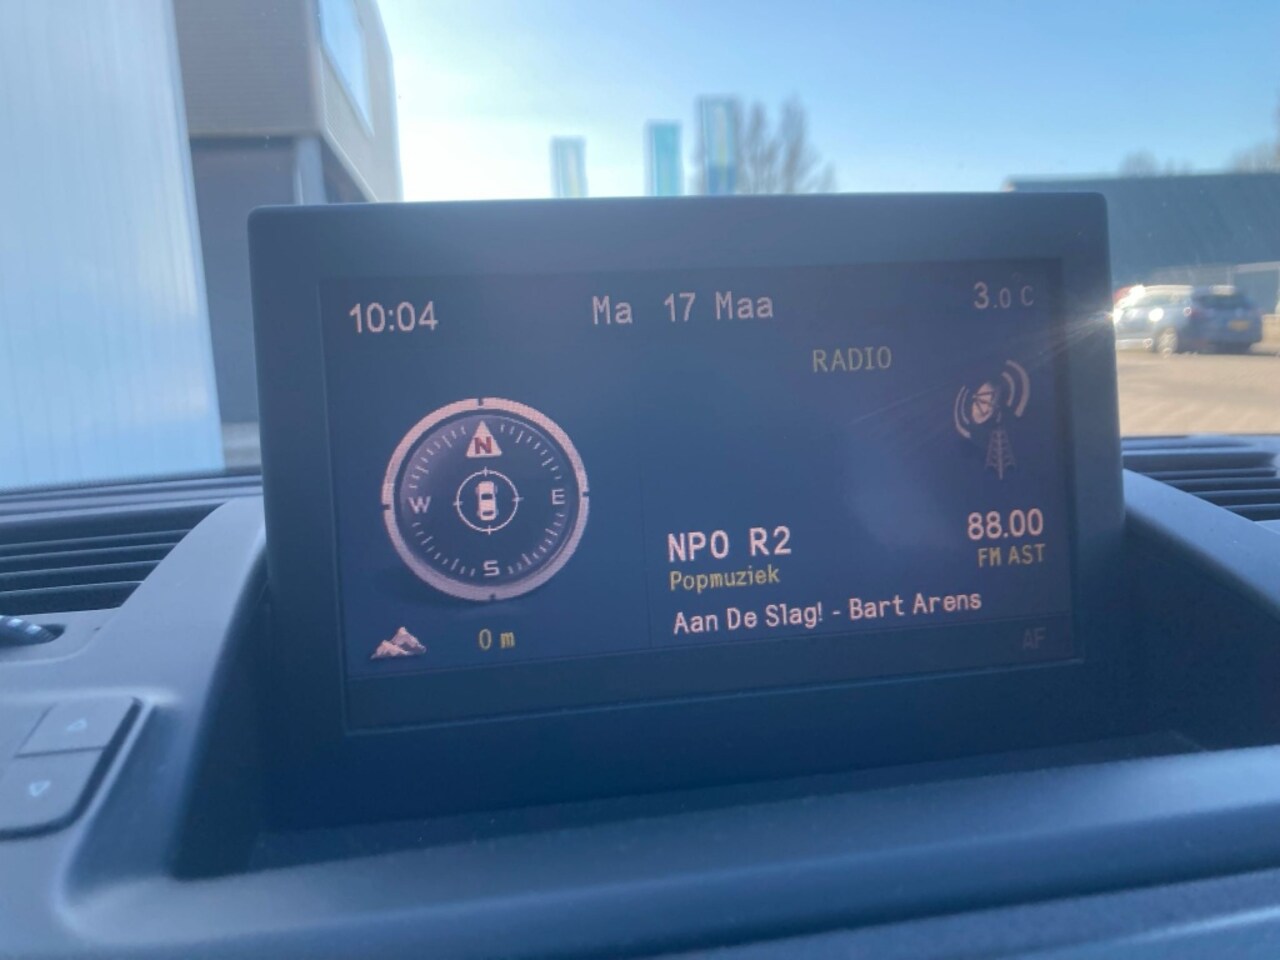 10:04 Ma 17 Maa 3.0 C
RADIO
N
W E
S
0 m
NPO R2
Popmuziek
88.00
FM AST
Aan De Slag! - Bart Arens
AF